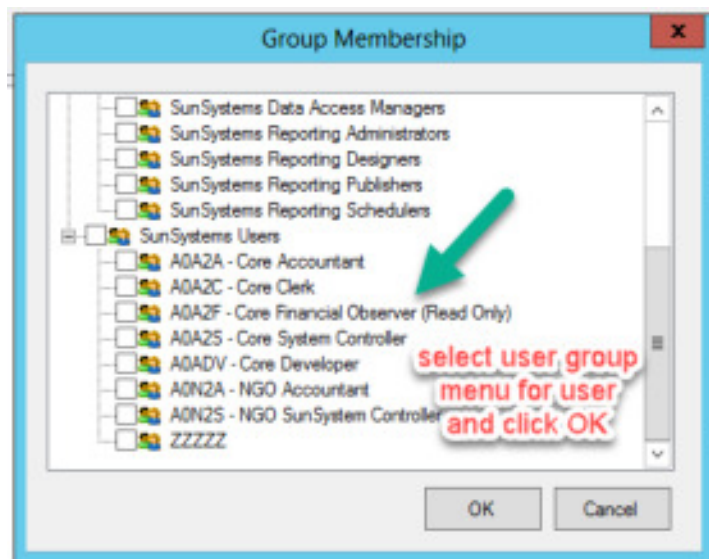 Group Membership
x
SunSystems Data Access Managers
SunSystems Reporting Administrators
SunSystems Reporting Designers
SunSystems Reporting Publishers
SunSystems Reporting Schedulers
SunSystems Users
A0A2A - Core Accountant
A0A2C - Core Clerk
A0A2F - Core Financial Observer (Read Only)
A0A2S - Core System Controller
A0ADV - Core Developer
A0N2A - NGO Accountant
A0N2S - NGO SunSystem Controller
ZZZZZ
select user group
menu for user
and click OK
OK
Cancel